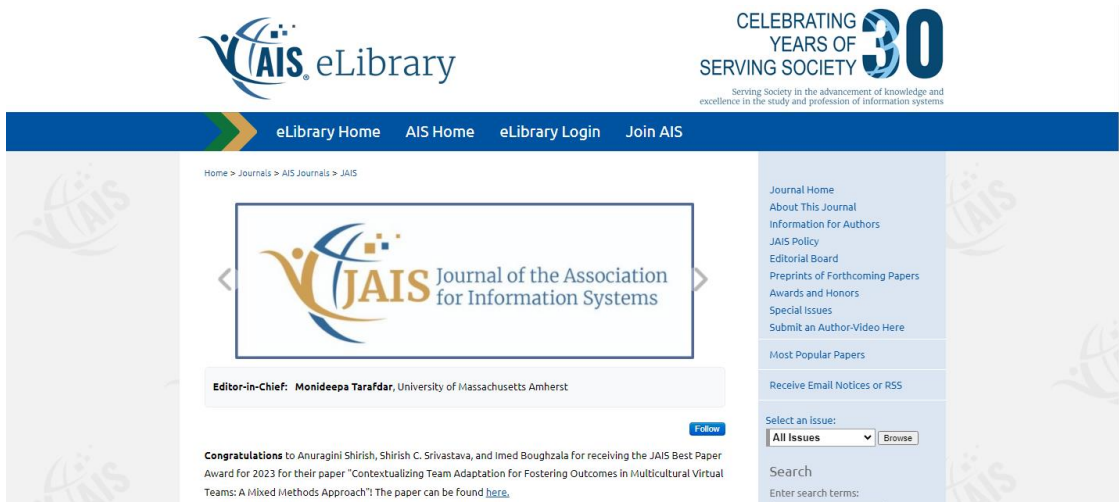 AIS eLibrary
CELEBRATING
YEARS OF
SERVING SOCIETY
30
Serving Society in the advancement of knowledge and
excellence in the study and profession of information systems
eLibrary Home AIS Home eLibrary Login Join AIS
Home > Journals > AIS Journals > JAIS
JAIS Journal of the Association
for Information Systems
Editor-in-Chief: Monideepa Tarafdar, University of Massachusetts Amherst
Follow
Congratulations to Anuragini Shirish, Shirish C. Srivastava, and Imed Boughzala for receiving the JAIS Best Paper
Award for 2023 for their paper "Contextualizing Team Adaptation for Fostering Outcomes in Multicultural Virtual
Teams: A Mixed Methods Approach"! The paper can be found here.
Journal Home
About This Journal
Information for Authors
JAIS Policy
Editorial Board
Preprints of Forthcoming Papers
Awards and Honors
Special Issues
Submit an Author-Video Here
Most Popular Papers
Receive Email Notices or RSS
Select an issue:
All Issues Browse
Search
Enter search terms:
AIS
AIS
AIS
AIS